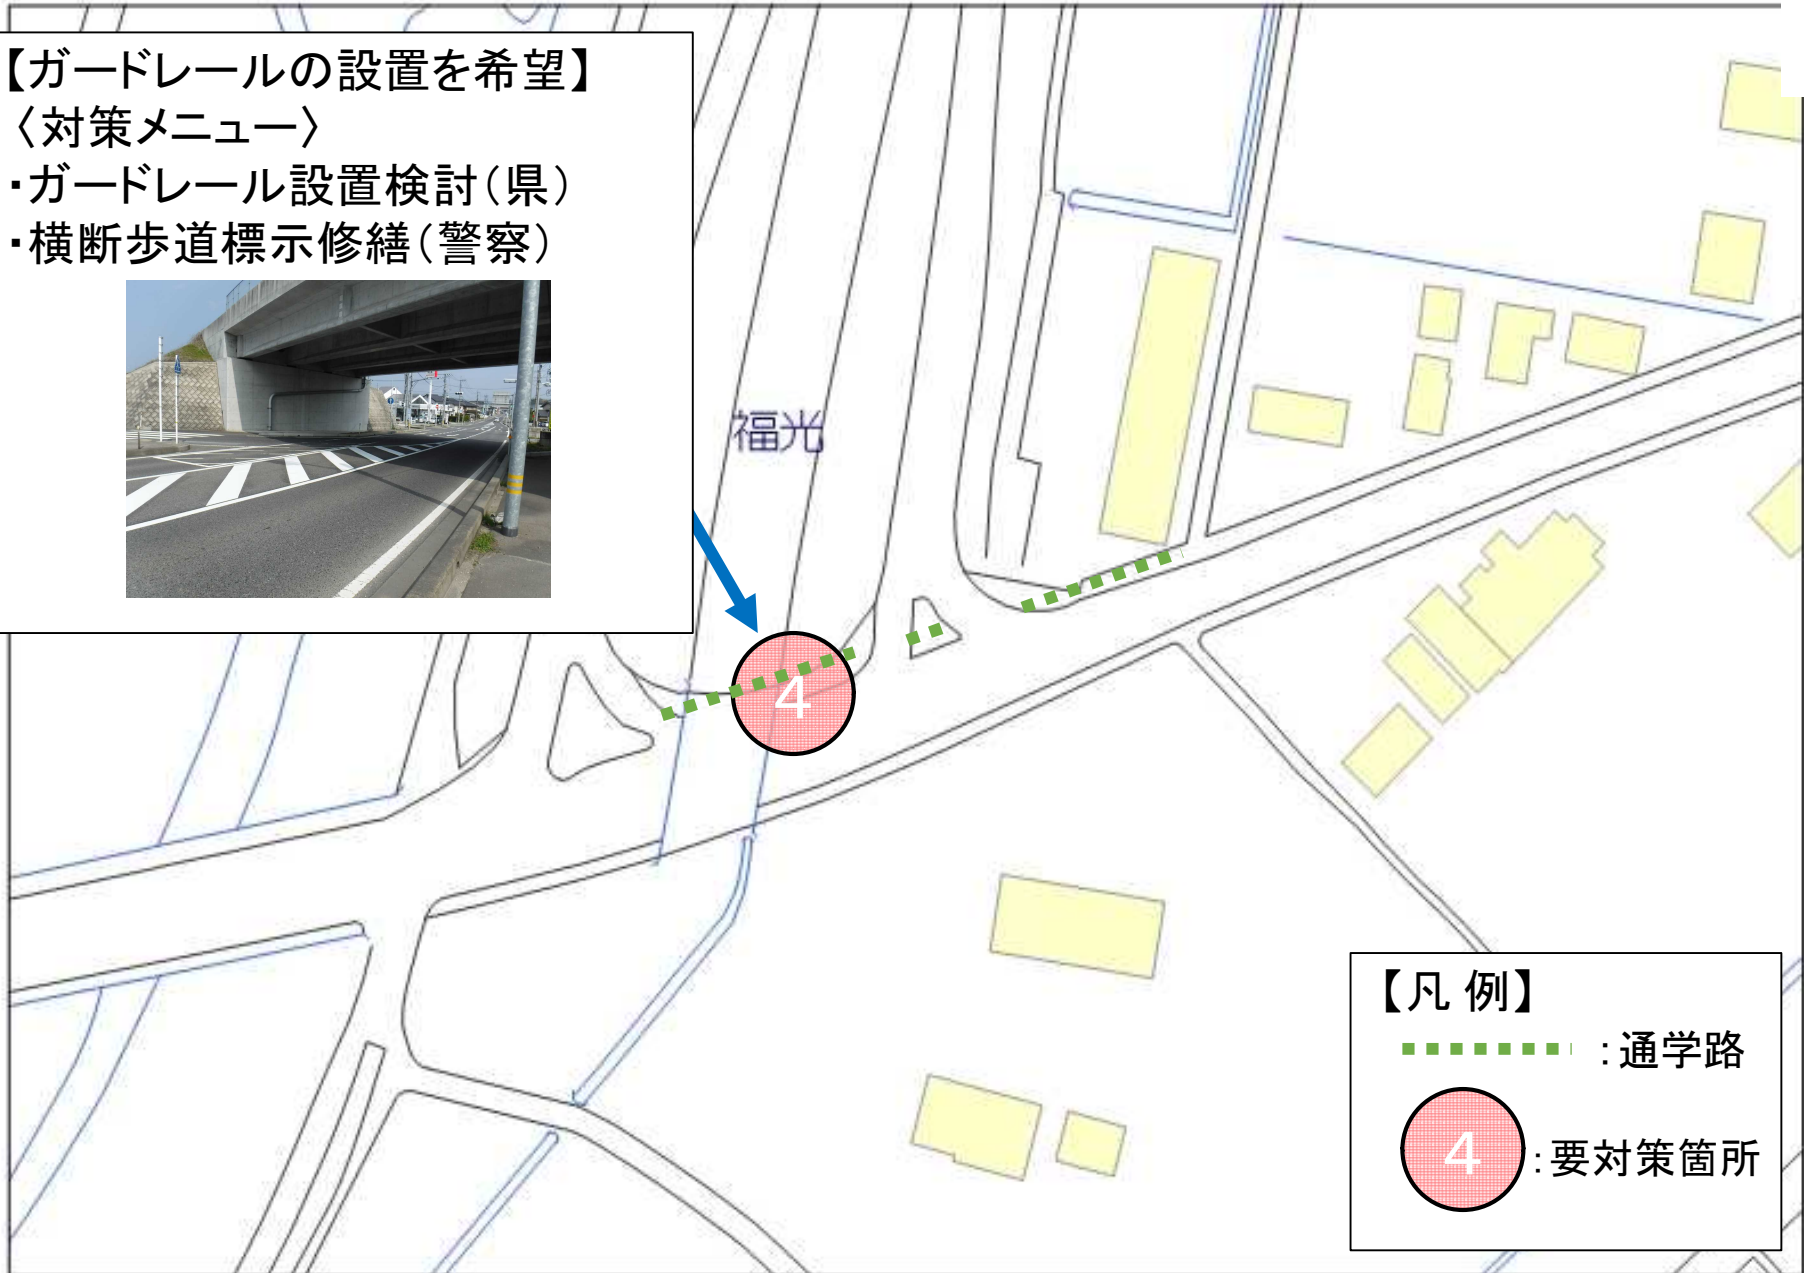 【ガードレールの設置を希望】
〈対策メニュー〉
・ガードレール設置検討(県)
・横断歩道標示修繕(警察)
福光
4
【凡 例】
:通学路
4
:要対策箇所